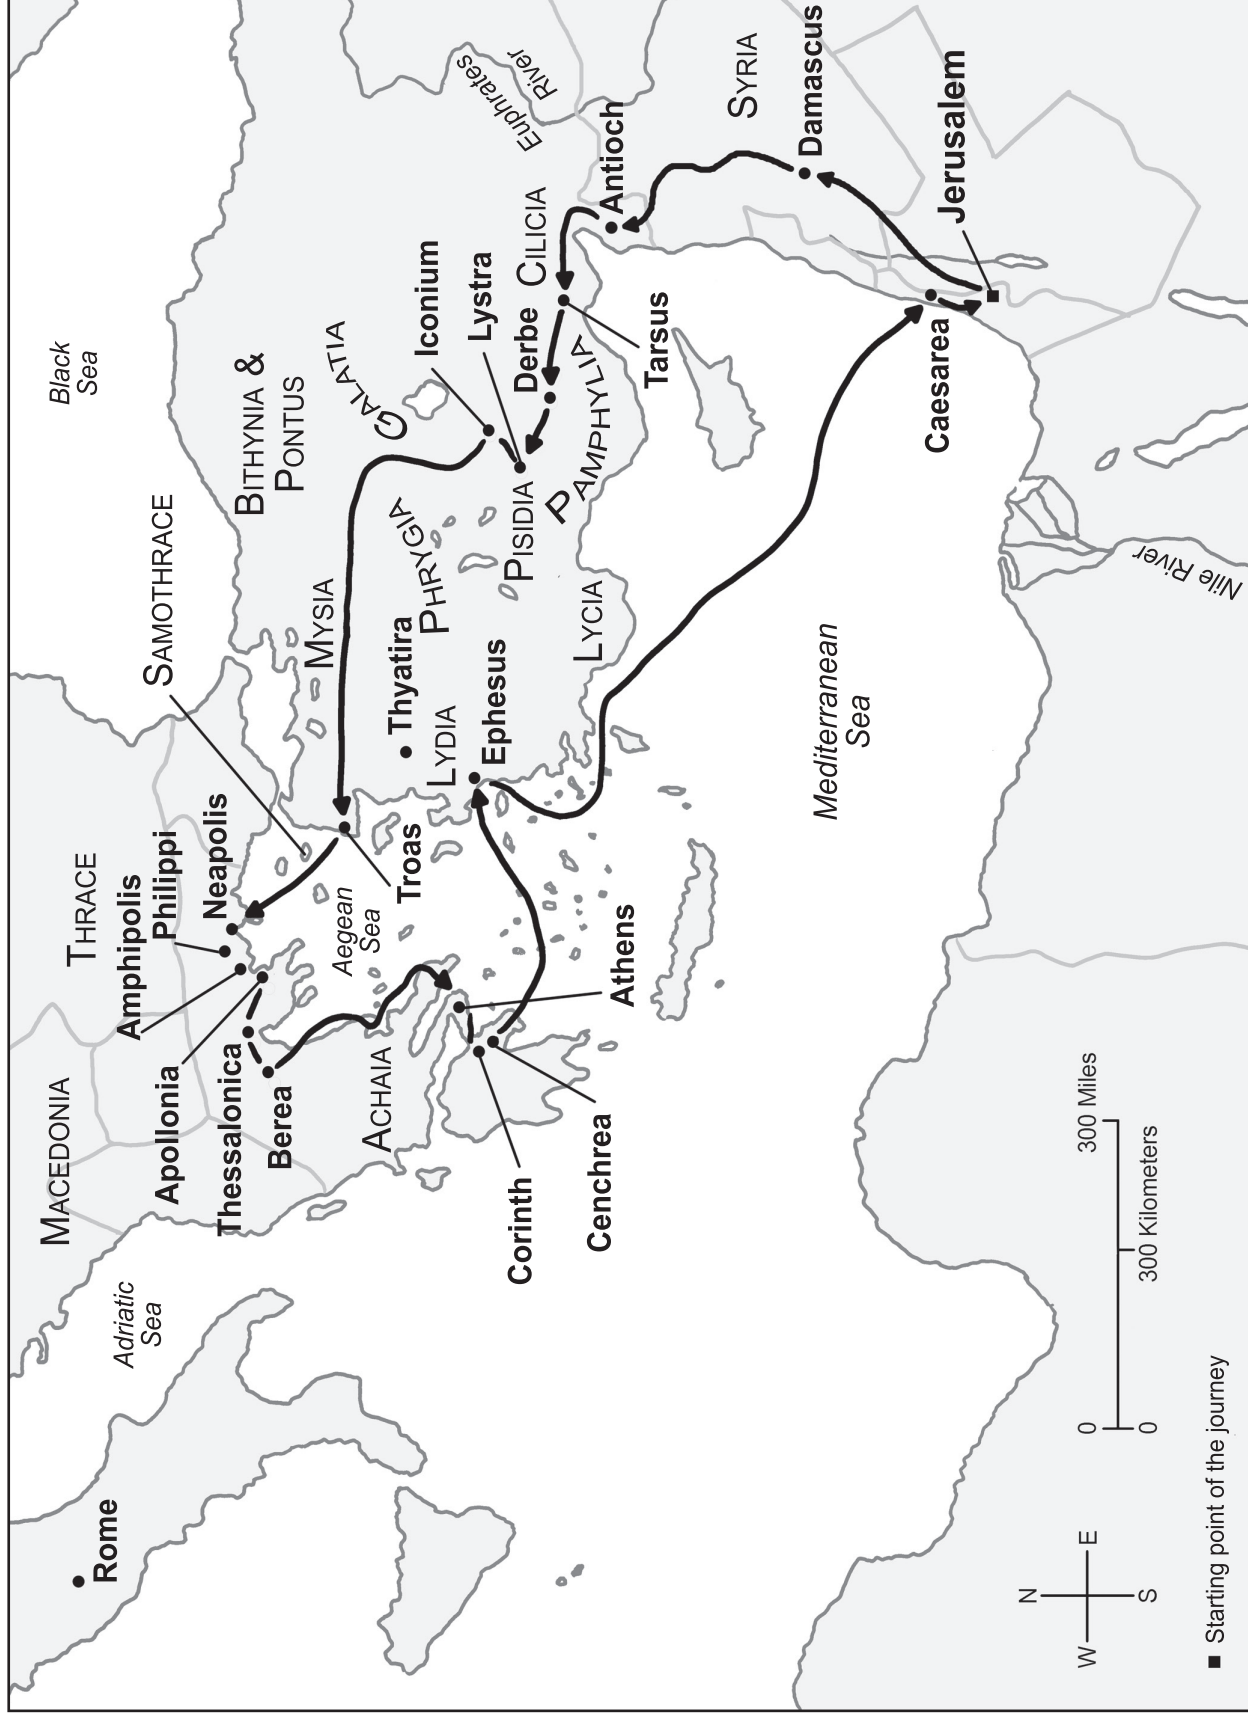 Rome
Adriatic
Sea
MACEDONIA
THRACE
Amphipolis
Philippi
Neapolis
SAMOTHRACE
Black
Sea
BITHYNIA &
PONTUS
GALATIA
Apollonia
Thessalonica
Berea
ACHAIA
Aegean
Sea
Troas
MYSIA
Thyatira
PHRYGIA
LYDIA
Ephesus
Iconium
Lystra
Derbe
CILICIA
Euphrates
River
PISIDIA
PAMPHYLIA
LYCIA
Tarsus
Antioch
SYRIA
Damascus
Corinth
Cenchrea
Athens
Mediterranean
Sea
Caesarea
Jerusalem
Nile River
N
W
E
S
0
300 Miles
0
300 Kilometers
■ Starting point of the journey